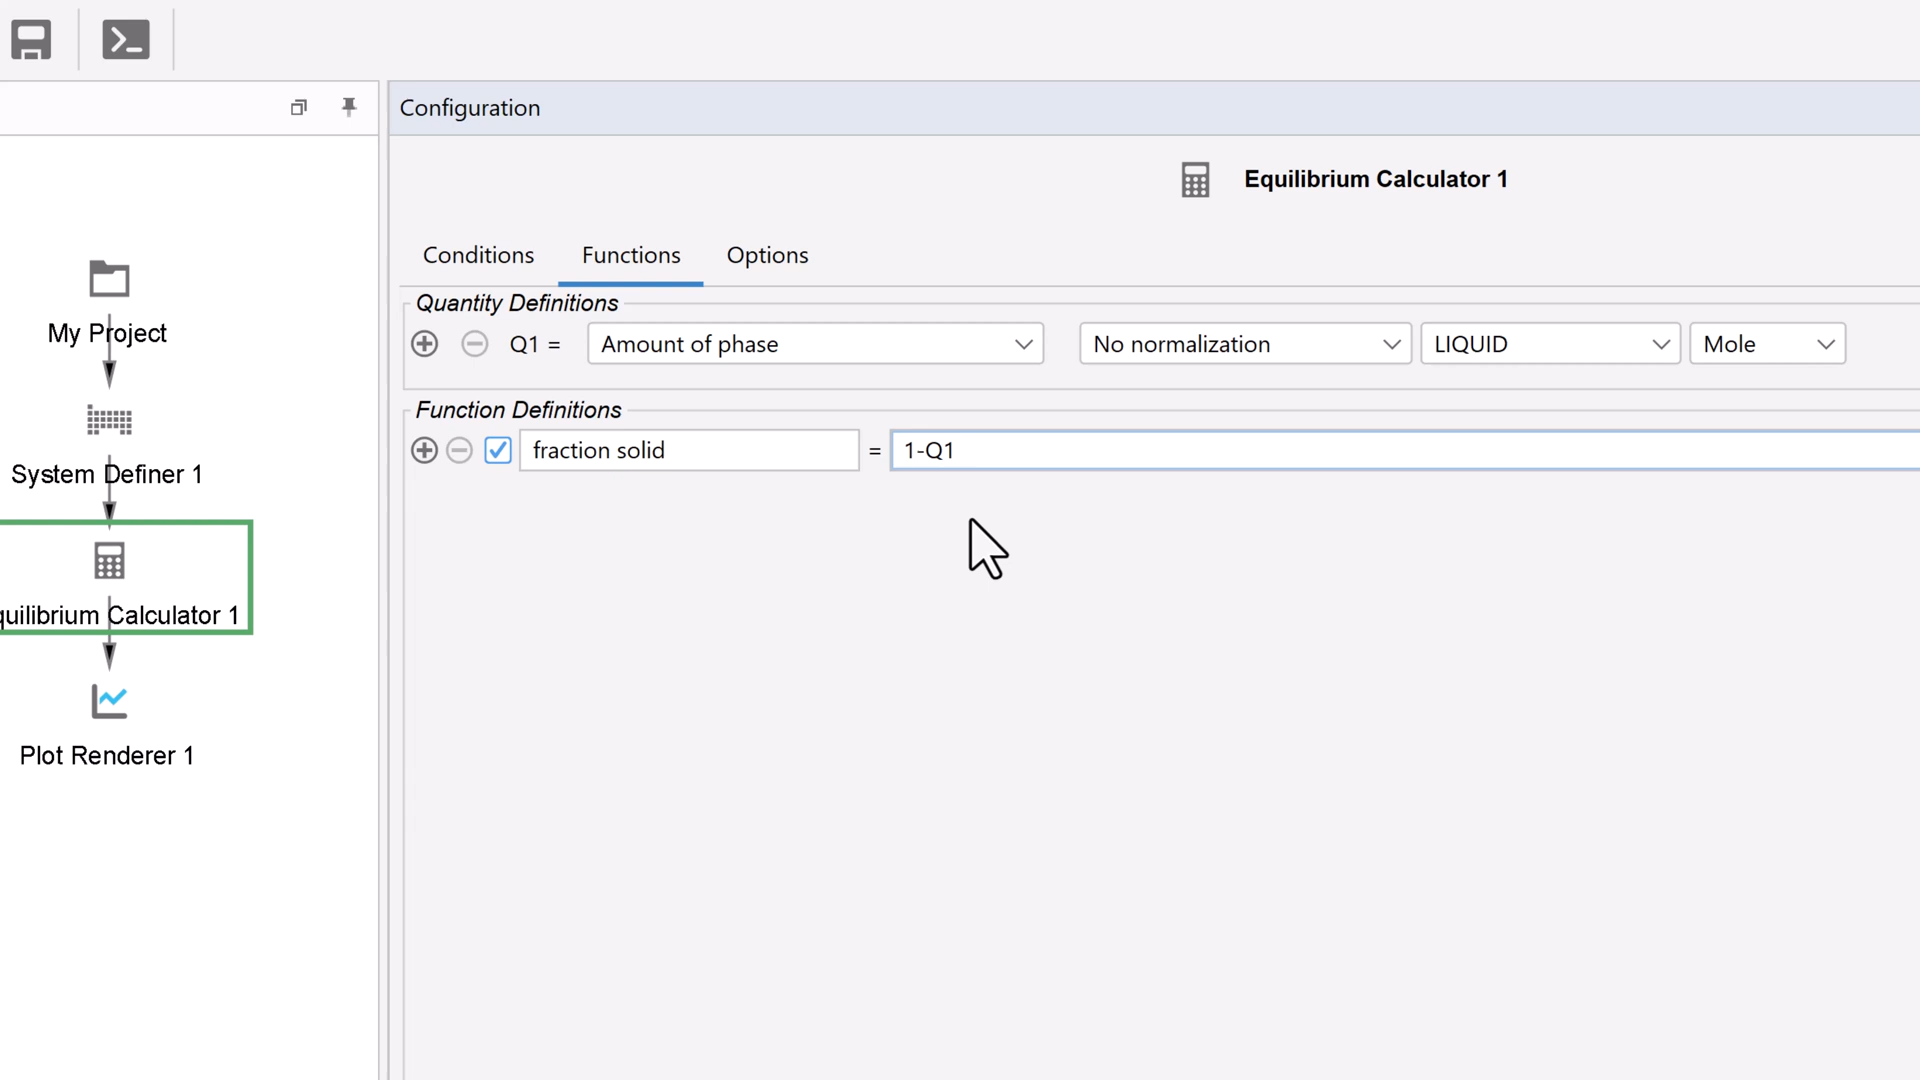 Configuration
Equilibrium Calculator 1
Conditions Functions Options
Quantity Definitions
Q1 = Amount of phase No normalization LIQUID Mole
Function Definitions
fraction solid = 1-Q1
My Project
System Definer 1
quilibrium Calculator 1
Plot Renderer 1